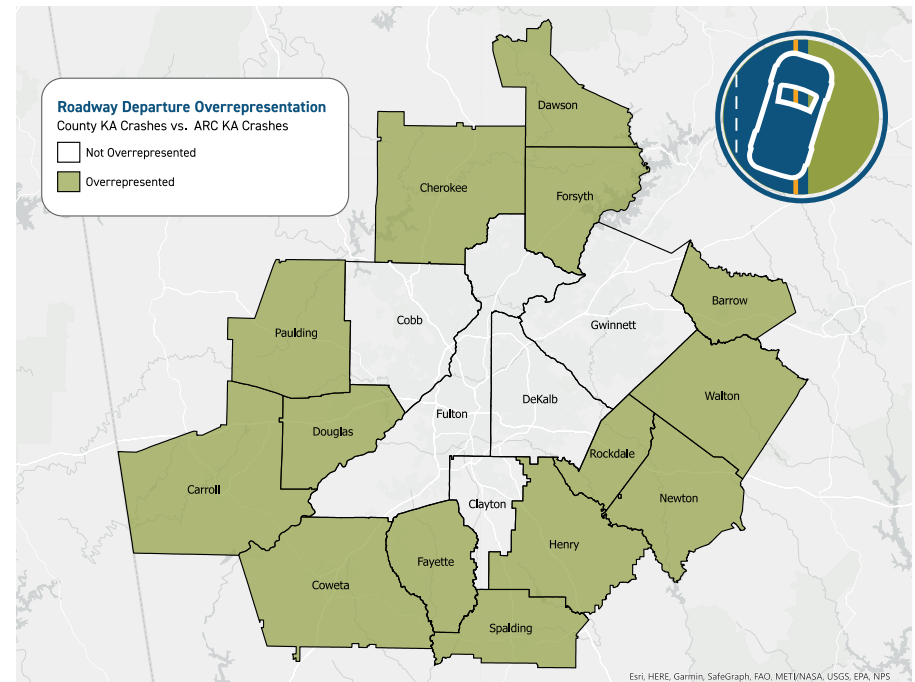 Roadway Departure Overrepresentation
County KA Crashes vs. ARC KA Crashes
Not Overrepresented
Overrepresented
Dawson
Cherokee
Forsyth
Barrow
Cobb
Gwinnett
Paulding
Walton
DeKalb
Fulton
Douglas
Rockdale
Carroll
Newton
Clayton
Henry
Fayette
Coweta
Spalding
Esri, HERE, Garmin, SafeGraph, FAO, METI/NASA, USGS, EPA, NPS